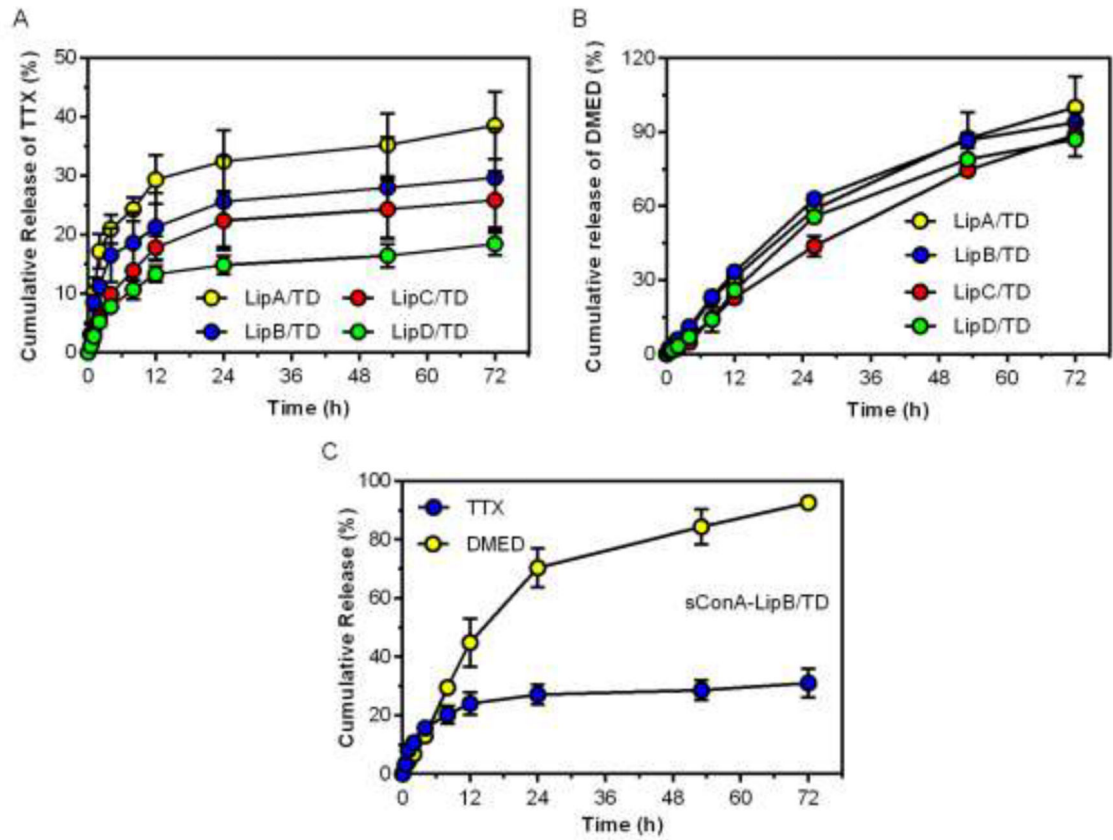 A
Cumulative Release of TTX (%)
50
40
30
20
10
0
LipA/TD
LipC/TD
LipB/TD
LipD/TD
0 12 24 36 48 60 72
Time (h)
B
Cumulative release of DMED (%)
120
90
60
30
0
LipA/TD
LipB/TD
LipC/TD
LipD/TD
0 12 24 36 48 60 72
Time (h)
C
Cumulative Release (%)
100
80
60
40
20
0
TTX
DMED
sConA-LipB/TD
0 12 24 36 48 60 72
Time (h)